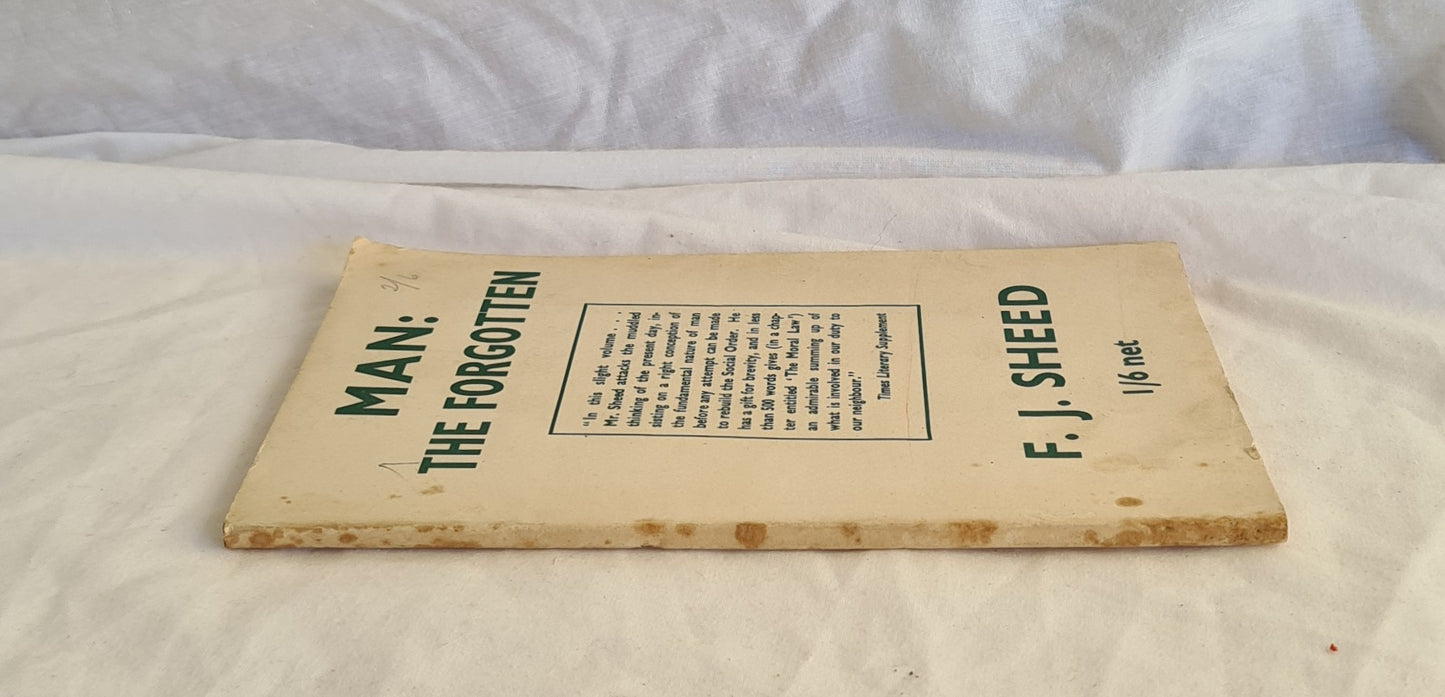 2/6
MAN:
THE FORGOTTEN
"In this slight volume . . . .
Mr. Sheed attacks the muddled
thinking of the present day, in-
sisting on a right conception of
the fundamental nature of man
before any attempt can be made
to rebuild the Social Order. He
has a gift for brevity, and in less
than 500 words gives (in a chap-
ter entitled 'The Moral Law')
an admirable summing up of
what is involved in our duty to
our neighbour."
Times Literary Supplement
F. J. SHEED
1/6 net